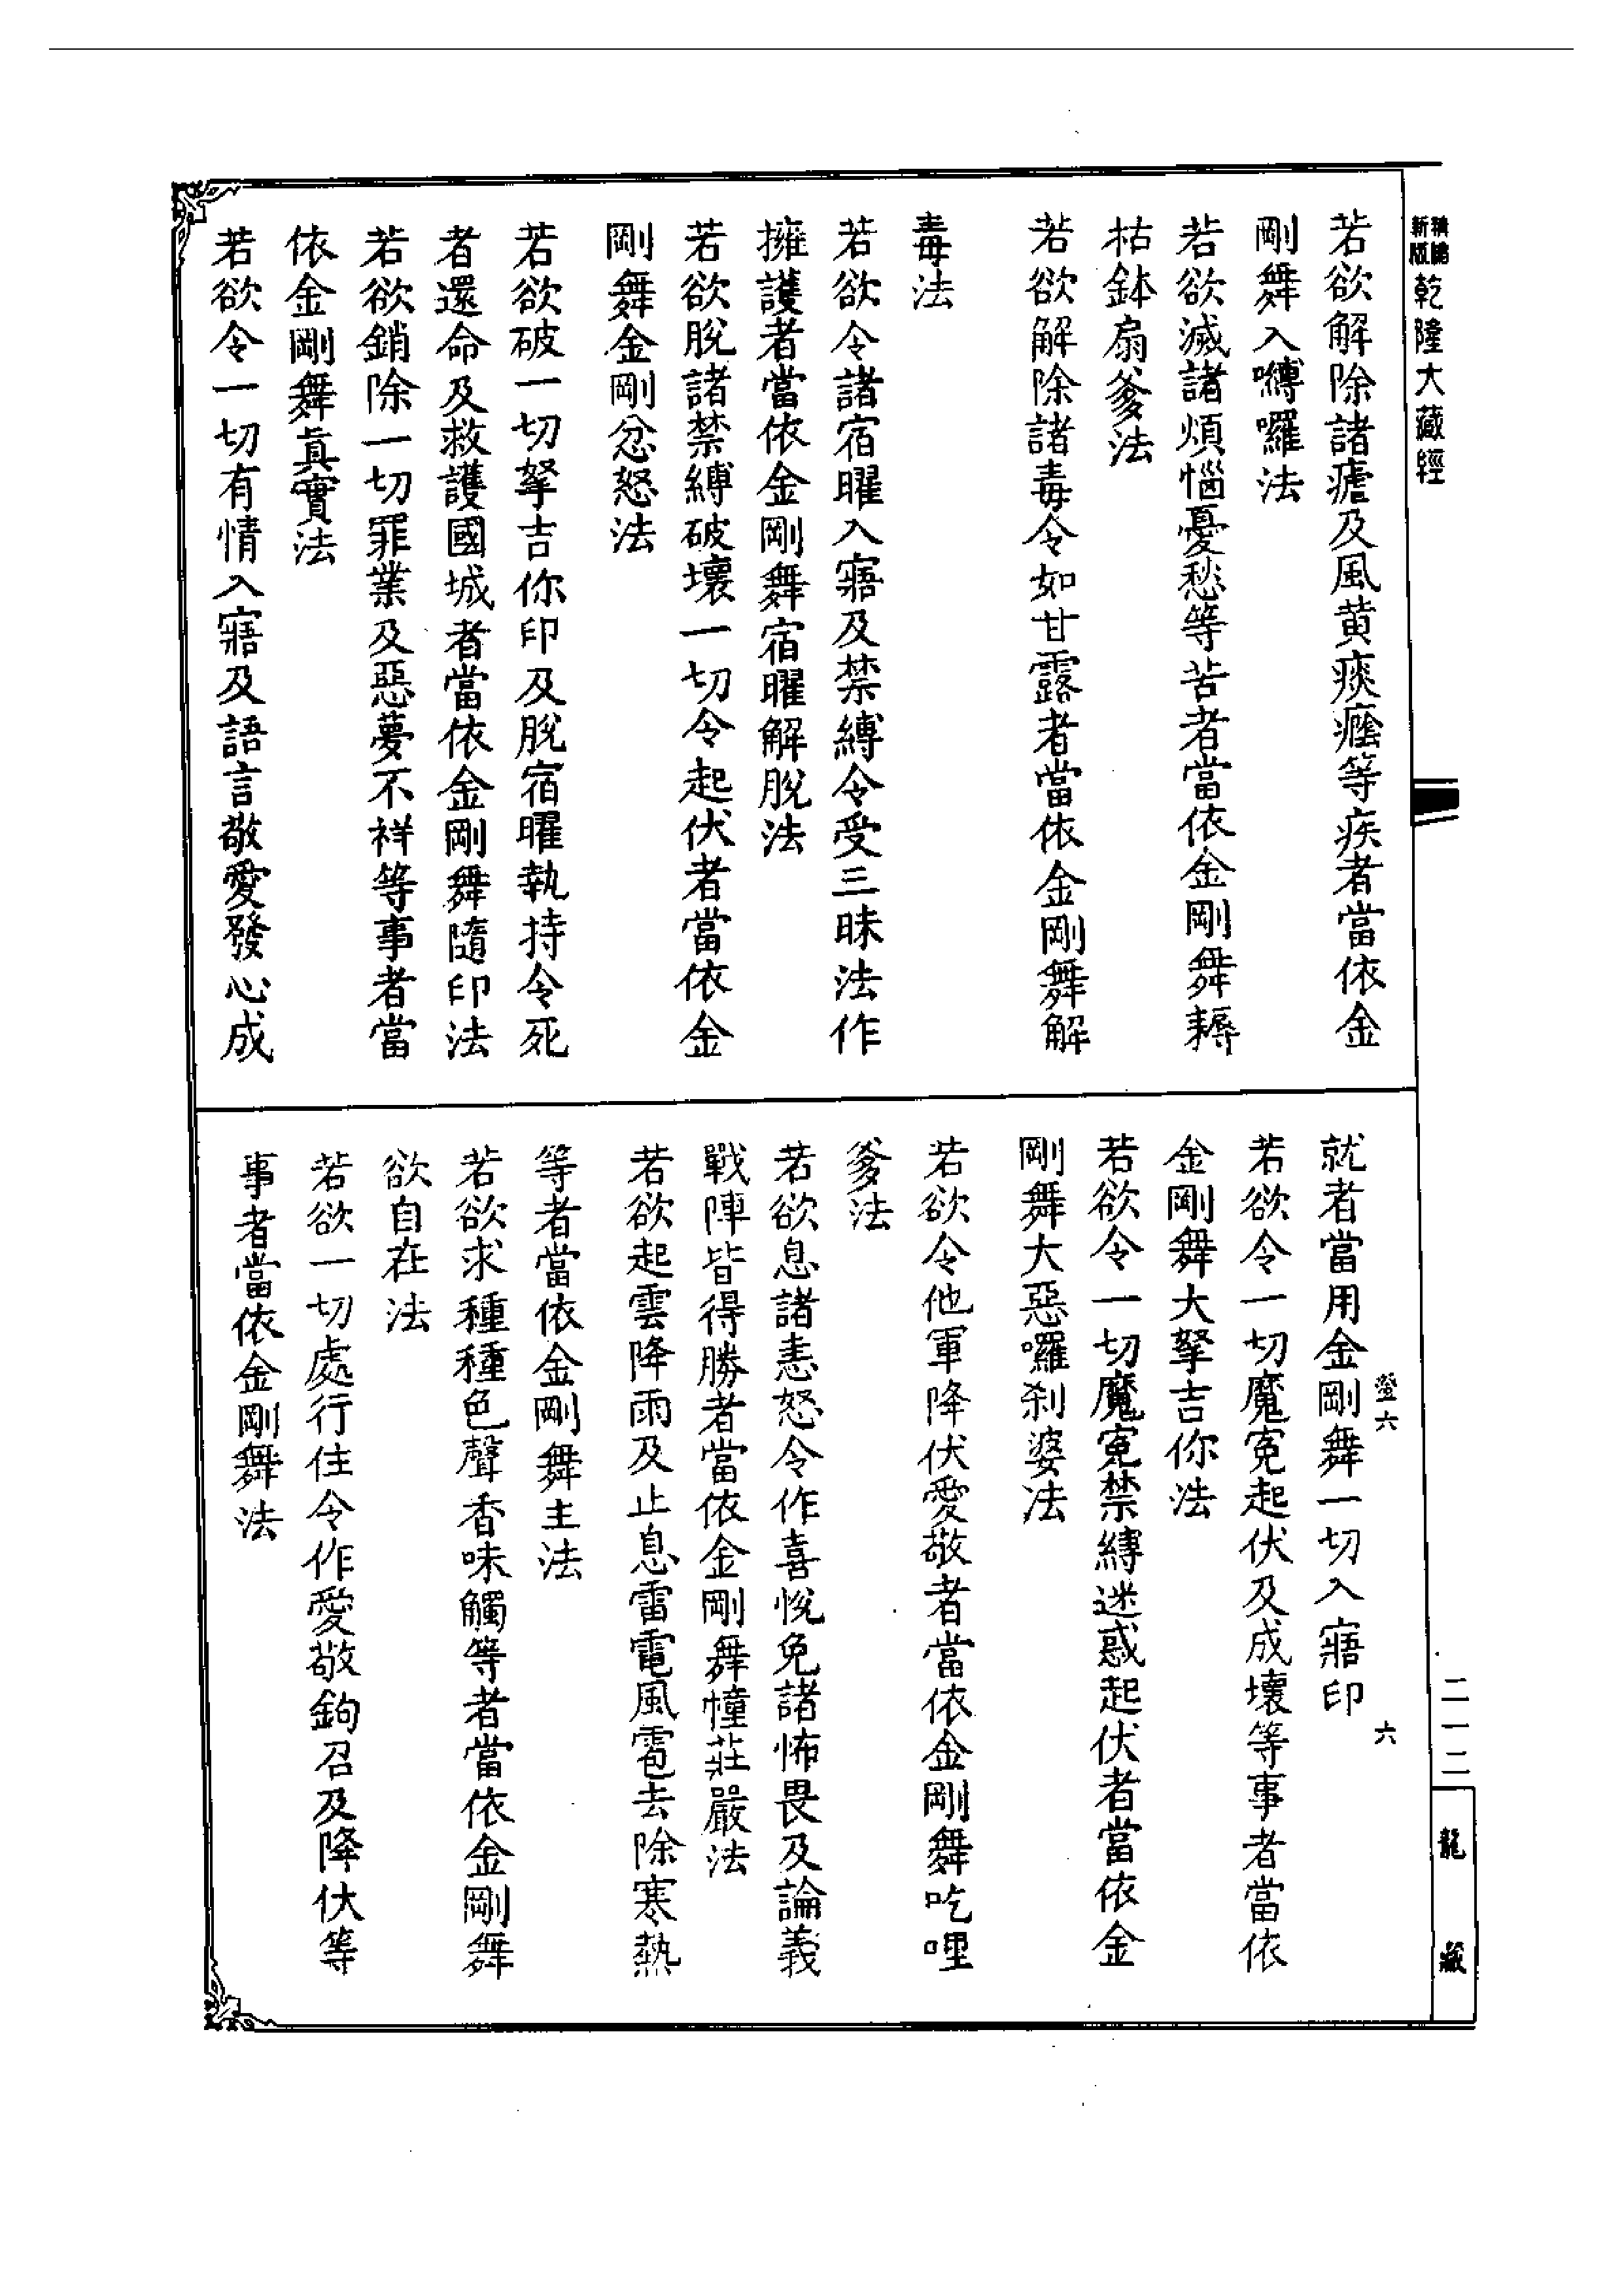 新版
乾隆大藏經
若欲解除諸瘧及風黃痰癊等疾者當依金
剛舞入嚩囉法
若欲滅諸煩惱憂愁等苦者當依金剛舞耨
枯鉢扇爹法
若欲解除諸毒令如甘露者當依金剛舞解
毒法
若欲令諸宿曜入寤及禁縛令受三昧法作
擁護者當依金剛舞宿曜解脫法
若欲脫諸禁縛破壞一切令起伏者當依金
剛舞金剛忿怒法
若欲破一切拏吉你印及脫宿曜執持令死
者還命及救護國城者當依金剛舞隨印法
若欲銷除一切罪業及惡夢不祥等事者當
依金剛舞真實法
若欲令一切有情入寤及語言敬愛發心成
就者當用金剛舞一切入寤印
若欲令一切魔寃起伏及成壞等事者當依
金剛舞大拏吉你法
若欲令一切魔寃禁縛迷惑起伏者當依金
剛舞大惡囉刹婆法
若欲令他軍降伏愛敬者當依金剛舞吃哩
爹法
若欲息諸恚怒令作喜悅免諸怖畏及論義
戰陣皆得勝者當依金剛舞幢莊嚴法
若欲起雲降雨及止息雷電風雹去除寒熱
等者當依金剛舞主法
若欲求種種色聲香味觸等者當依金剛舞
欲自在法
若欲一切處行住令作愛敬鉤召及降伏等
事者當依金剛舞法
六
二一二
龍藏